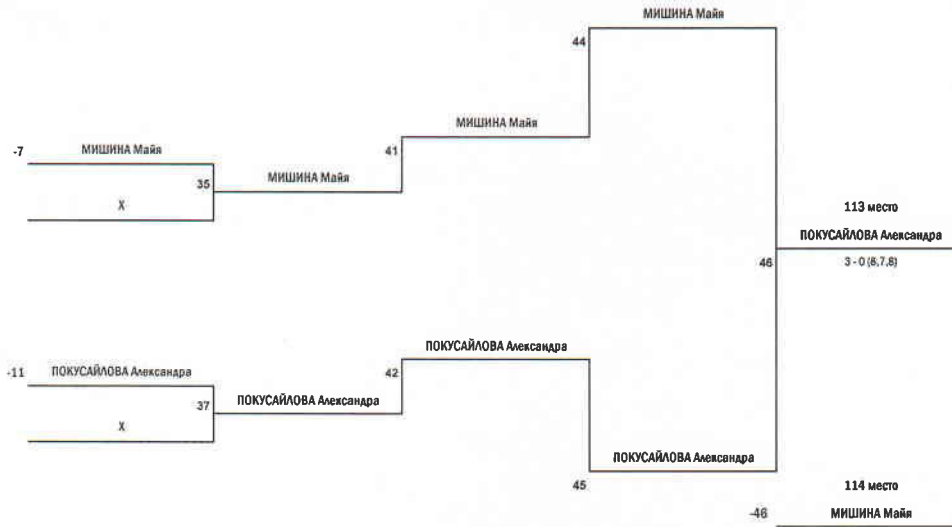 МИШИНА Майя
44
МИШИНА Майя
41
-7
МИШИНА Майя
35
МИШИНА Майя
X
113 место
ПОКУСАЙЛОВА Александра
46
3 - 0 (8,7,8)
ПОКУСАЙЛОВА Александра
42
-11
ПОКУСАЙЛОВА Александра
37
ПОКУСАЙЛОВА Александра
X
ПОКУСАЙЛОВА Александра
45
114 место
-46
МИШИНА Майя